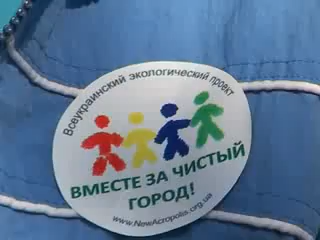 Всеукраинский экологический проект
ВМЕСТЕ ЗА ЧИСТЫЙ
ГОРОД!
www.NewAcropolis.org.ua